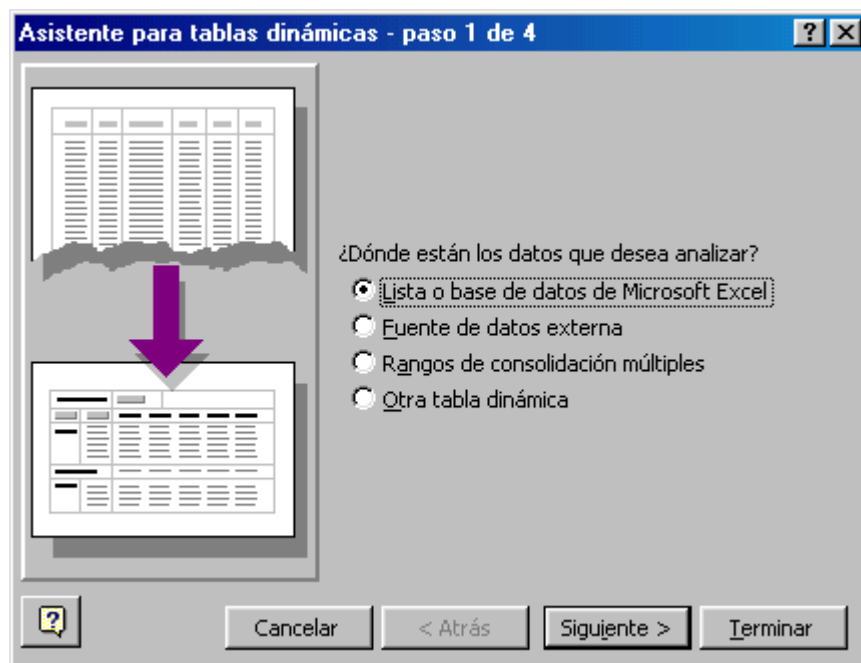 Asistente para tablas dinámicas - paso 1 de 4
¿Dónde están los datos que desea analizar?
Lista o base de datos de Microsoft Excel
Fuente de datos externa
Rangos de consolidación múltiples
Otra tabla dinámica
Cancelar
< Atrás
Siguiente >
Terminar